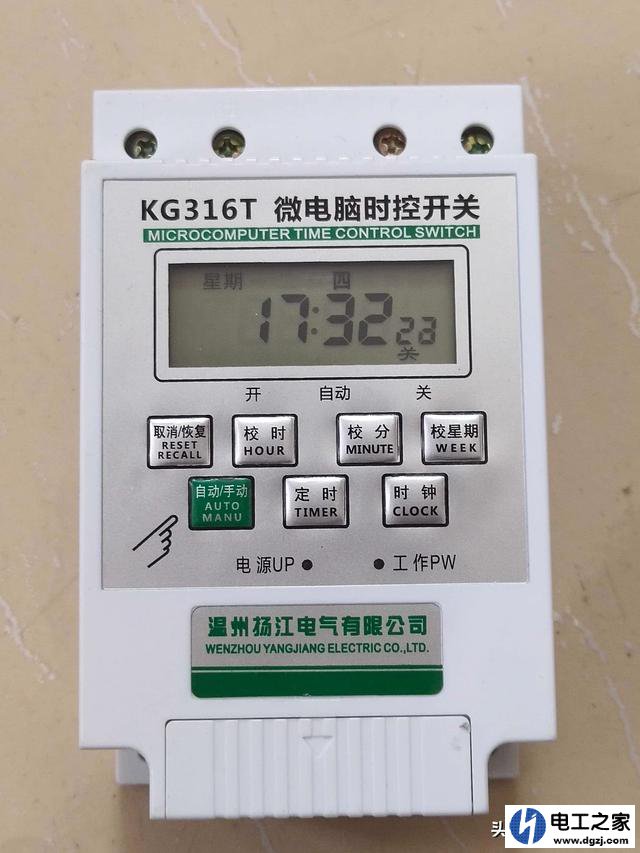 KG316T 微电脑时控开关
MICROCOMPUTER TIME CONTROL SWITCH
星期 四
17:32 23
关
开 自动 关
取消/恢复 校 时 校 分 校星期
RESET HOUR MINUTE WEEK
RECALL
自动/手动 定 时 时 钟
AUTO TIMER CLOCK
MANU
电源UP 工作PW
温州扬江电气有限公司
WENZHOU YANGJIANG ELECTRIC CO.,LTD.
头
电工之家
www.dgzj.com